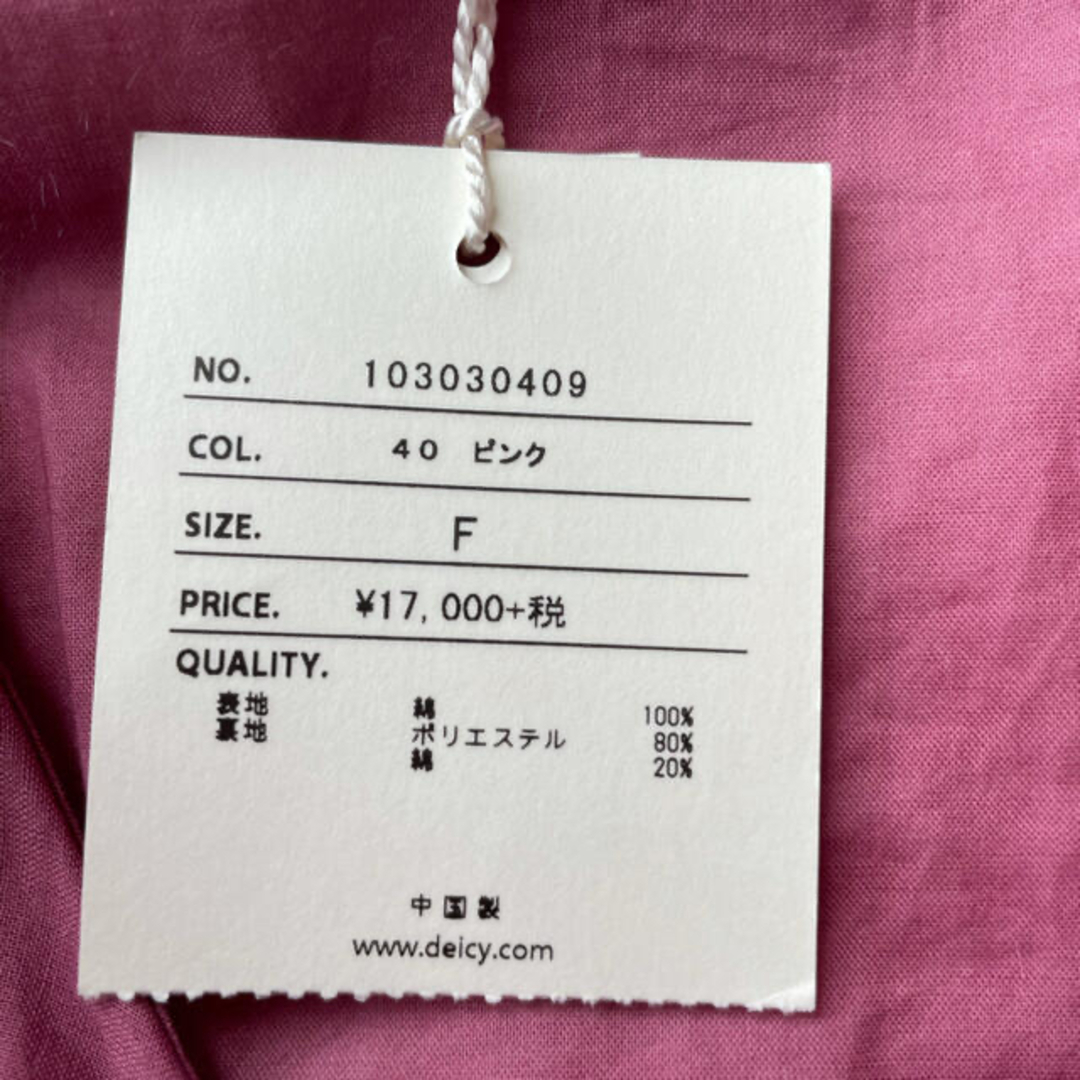 NO. 103030409
COL. 40 ピンク
SIZE. F
PRICE. ¥17,000+税
QUALITY.
表地 綿 100%
裏地 ポリエステル 80%
綿 20%
中国製
www.deicy.com